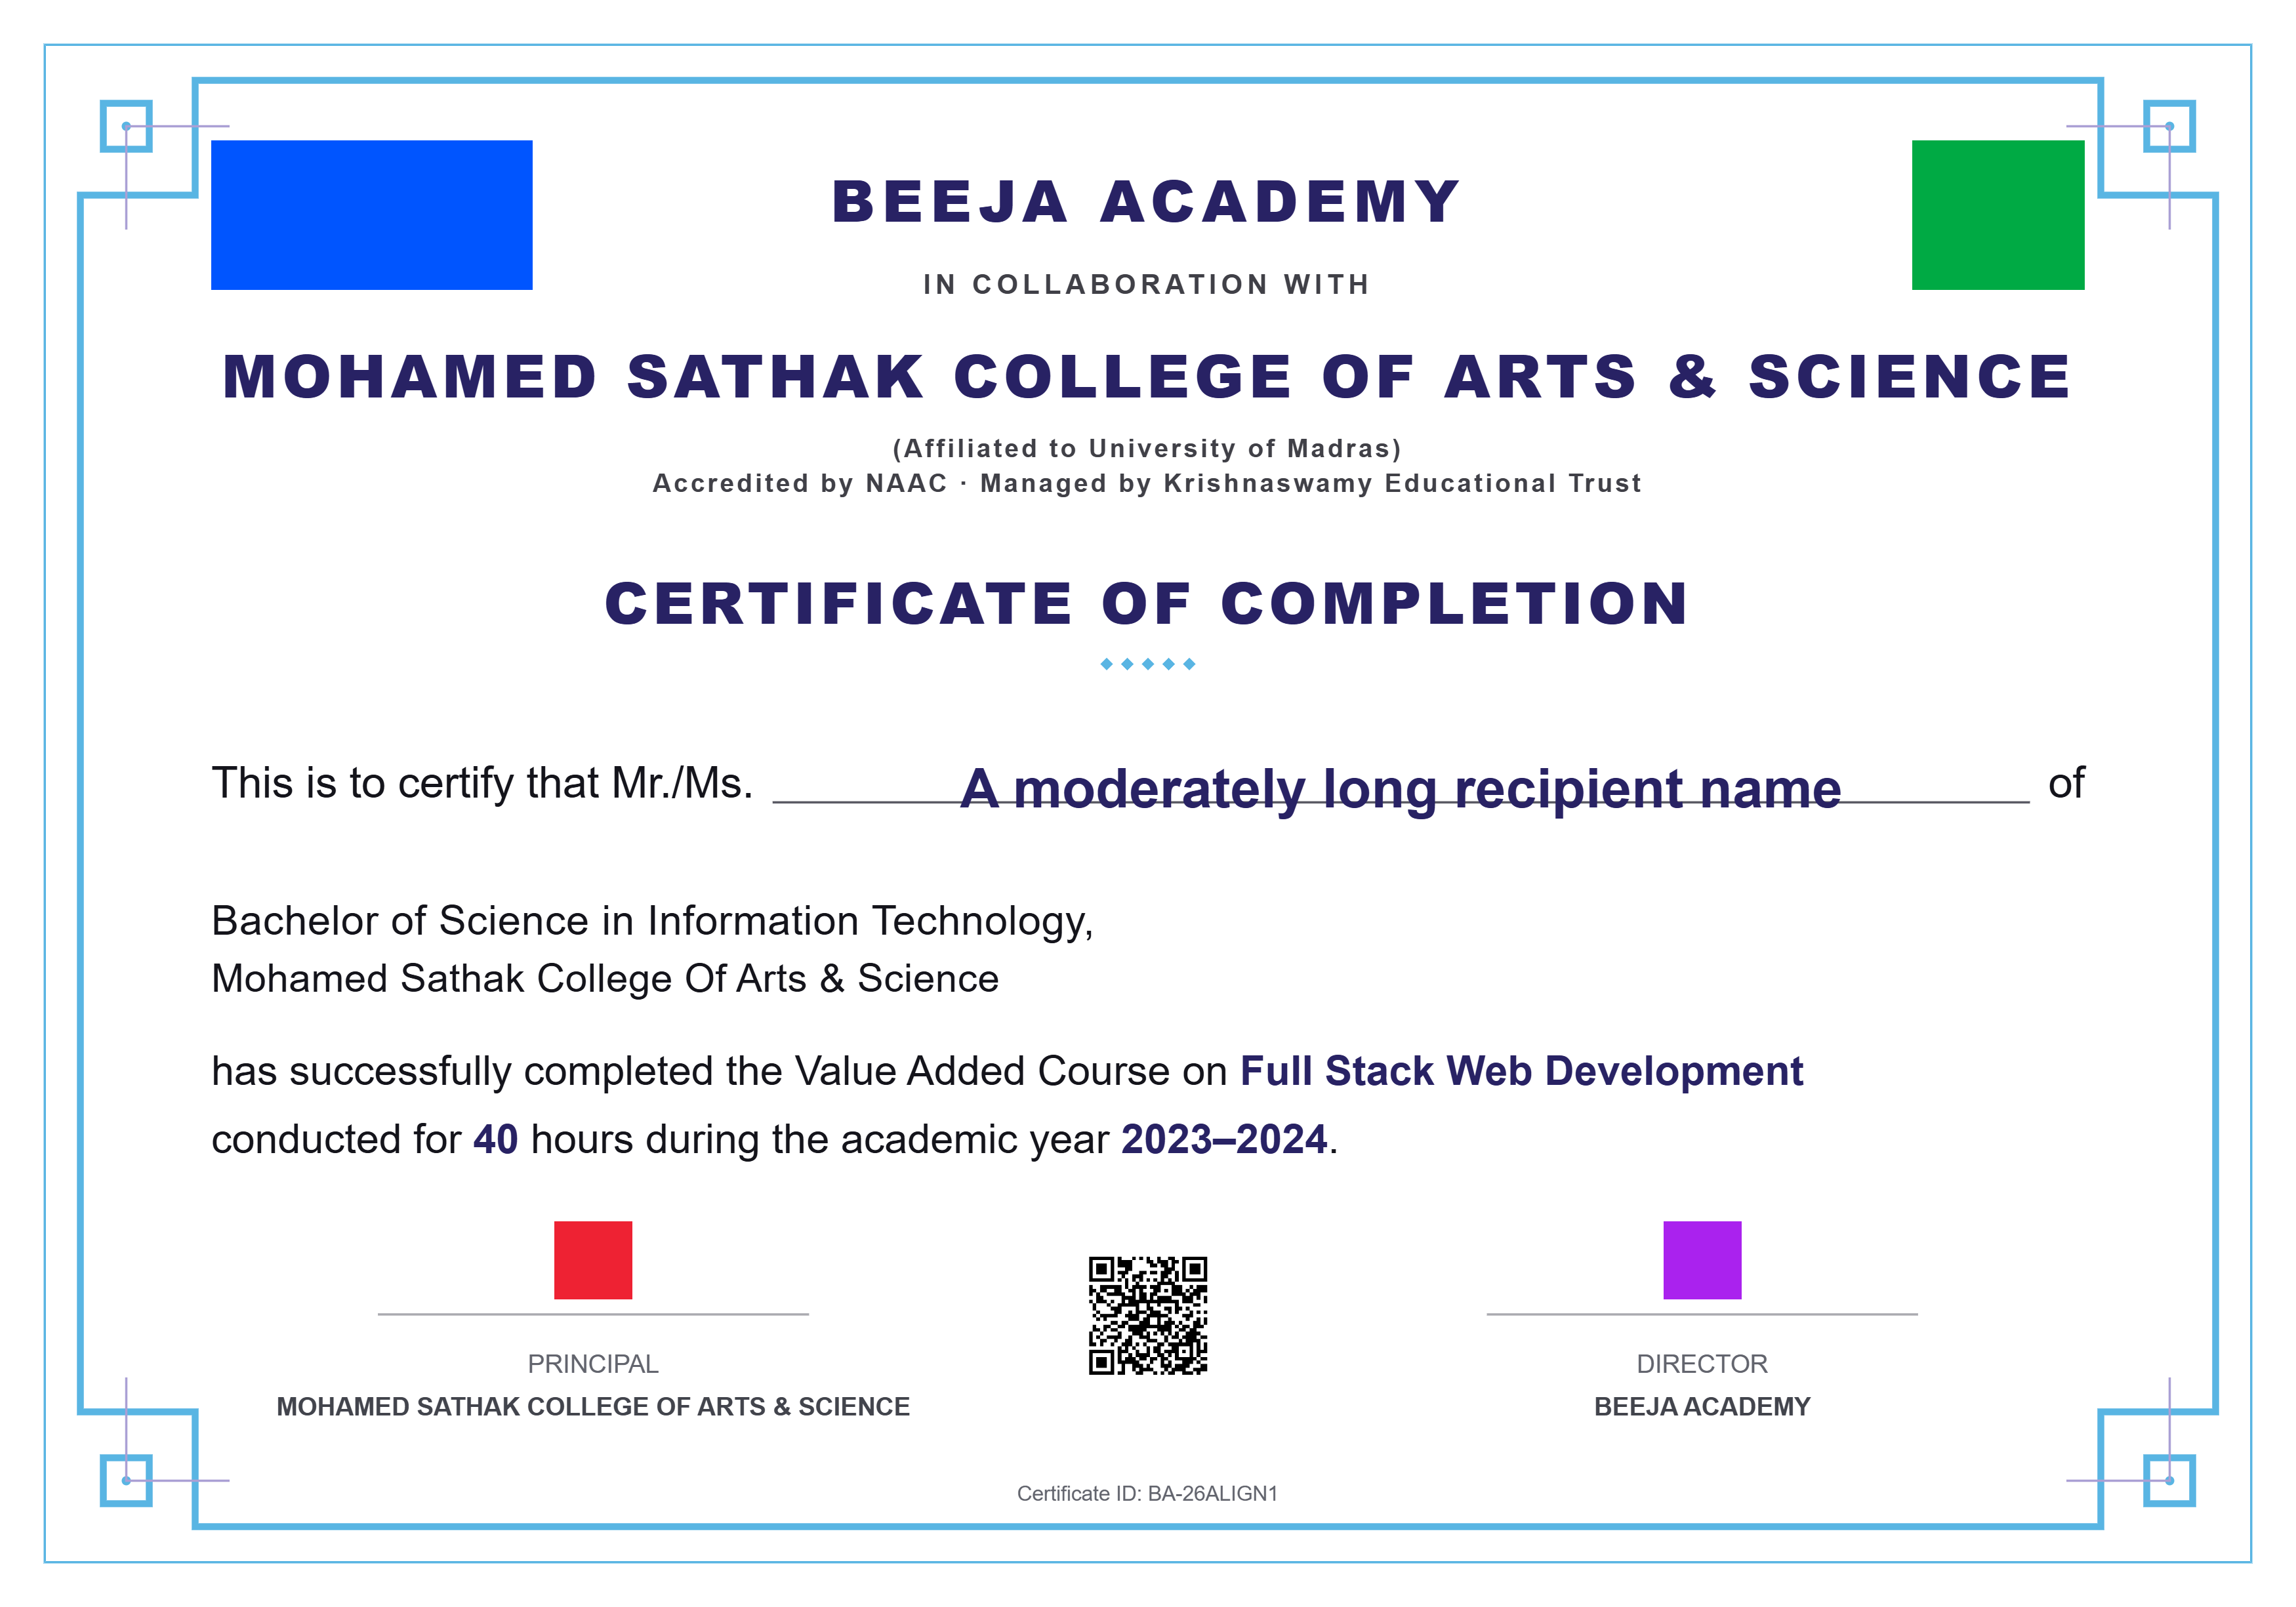 BEEJA ACADEMY
IN COLLABORATION WITH
MOHAMED SATHAK COLLEGE OF ARTS & SCIENCE
(Affiliated to University of Madras)
Accredited by NAAC · Managed by Krishnaswamy Educational Trust
CERTIFICATE OF COMPLETION
This is to certify that Mr./Ms. A moderately long recipient name of
Bachelor of Science in Information Technology,
Mohamed Sathak College Of Arts & Science
has successfully completed the Value Added Course on Full Stack Web Development
conducted for 40 hours during the academic year 2023–2024.
PRINCIPAL
MOHAMED SATHAK COLLEGE OF ARTS & SCIENCE
DIRECTOR
BEEJA ACADEMY
Certificate ID: BA-26ALIGN1